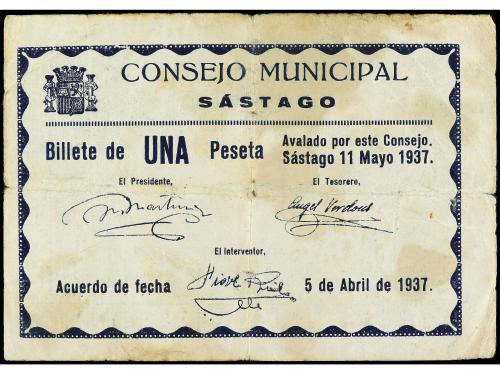 CONSEJO MUNICIPAL
SÁSTAGO
Billete de UNA Peseta
Avalado por este Consejo.
Sástago 11 Mayo 1937.
El Presidente,
El Tesorero,
Angel
El Interventor,
Acuerdo de fecha
5 de Abril de 1937.